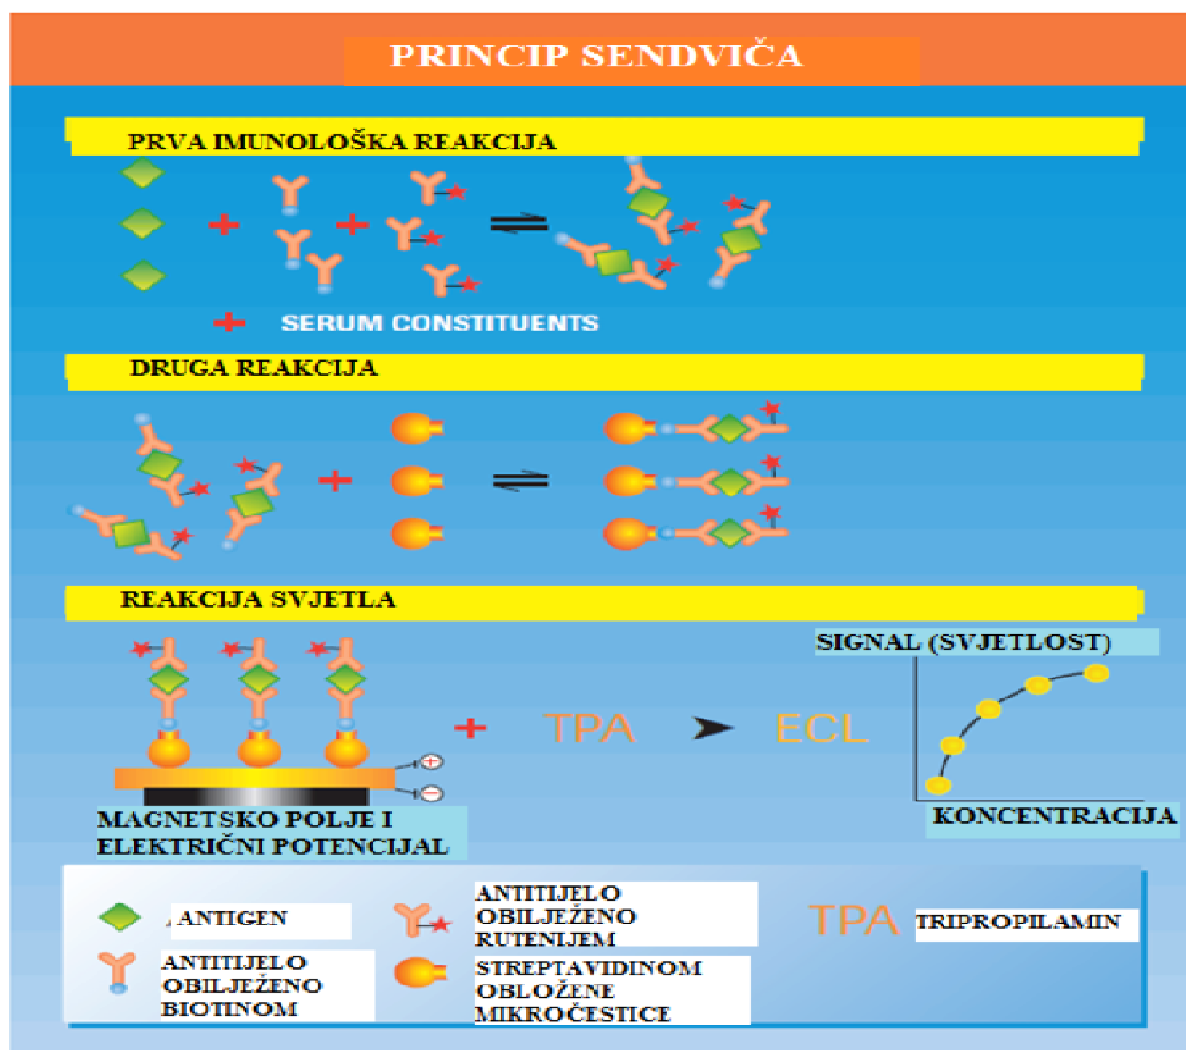 PRINCIP SENDVIČA
PRVA IMUNOLOŠKA REAKCIJA
SERUM CONSTITUENTS
DRUGA REAKCIJA
REAKCIJA SVJETLA
SIGNAL (SVJETLOST)
TPA
ECL
KONCENTRACIJA
MAGNETSKO POLJE I
ELEKTRIČNI POTENCIJAL
ANTIGEN
ANTITIJELO
OBILJEŽENO
BIOTINOM
ANTITIJELO
OBILJEŽENO
RUTENIJEM
STREPTAVIDINOM
OBLOŽENE
MIKROČESTICE
TPA TRIPROPILAMIN